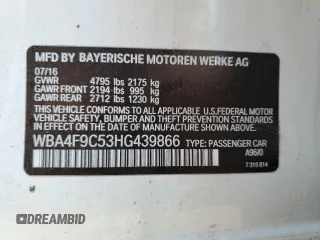 MFD BY BAYERISCHE MOTOREN WERKE AG
07/16
GVWR 4795 lbs 2175 kg
GAWR FRONT 2194 lbs 995 kg
GAWR REAR 2712 lbs 1230 kg
THIS VEHICLE CONFORMS TO ALL APPLICABLE
U.S. FEDERAL MOTOR VEHICLE SAFETY, BUMPER
AND THEFT PREVENTION STANDARDS IN EFFECT
ON THE DATE OF MANUFACTURE SHOWN ABOVE.
WBA4F9C53HG439866 TYPE: PASSENGER CAR
A96/0
7 315 814
DEALERSHIP AUCTION HISTORY